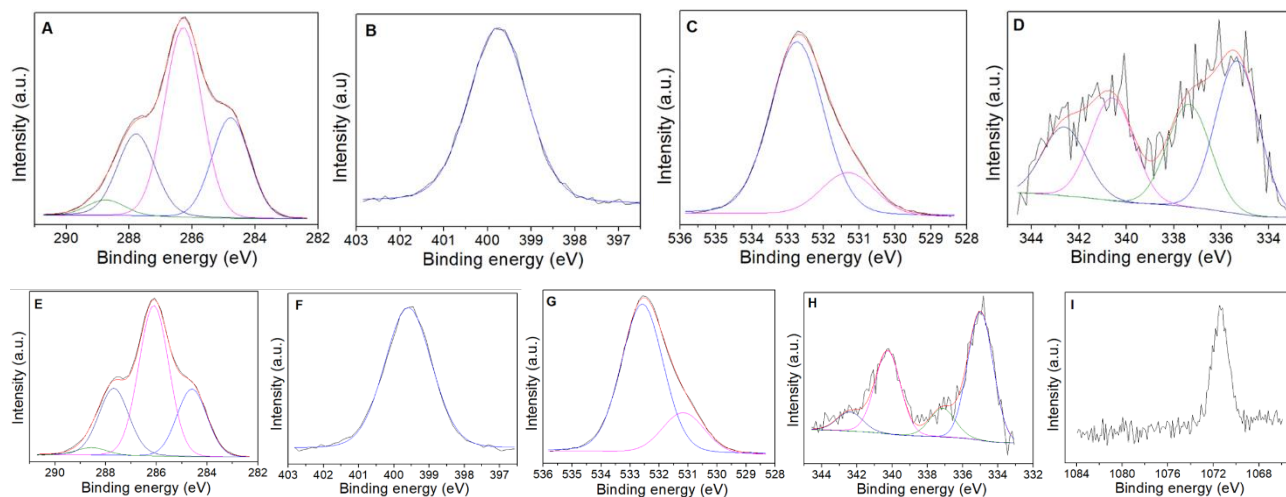 A
Intensity (a.u.)
290 288 286 284 282
Binding energy (eV)
B
Intensity (a.u)
403 402 401 400 399 398 397
Binding energy (eV)
C
Intensity (a.u.)
536 535 534 533 532 531 530 529 528
Binding energy (eV)
D
Intensity (a.u.)
344 342 340 338 336 334
Binding energy (eV)
E
Intensity (a.u.)
290 288 286 284 282
Binding energy (eV)
F
Intensity (a.u.)
403 402 401 400 399 398 397
Binding energy (eV)
G
Intensity (a.u.)
536 535 534 533 532 531 530 529 528
Binding energy (eV)
H
Intensity (a.u.)
344 342 340 338 336 334 332
Binding energy (eV)
I
Intensity (a.u.)
1084 1080 1076 1072 1068
Binding energy (eV)